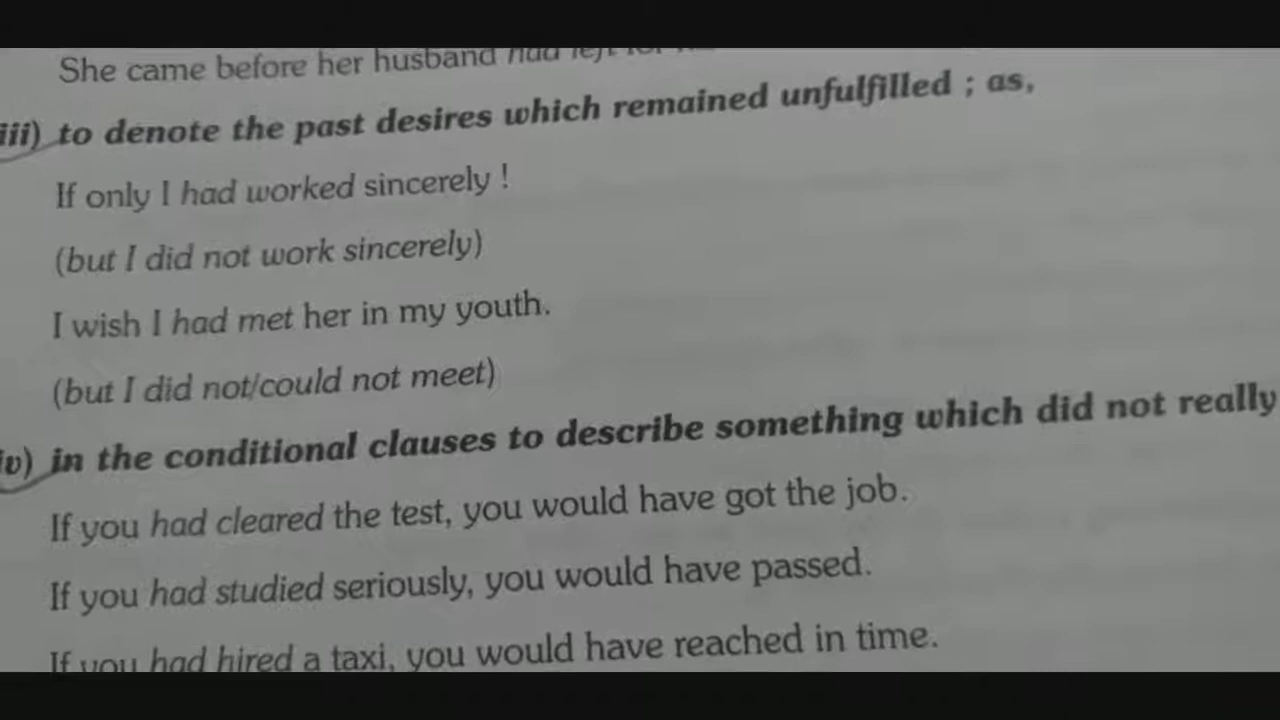 She came before her husband had left for
iii) to denote the past desires which remained unfulfilled ; as,
If only I had worked sincerely !
(but I did not work sincerely)
I wish I had met her in my youth.
(but I did not/could not meet)
iv) in the conditional clauses to describe something which did not really
If you had cleared the test, you would have got the job.
If you had studied seriously, you would have passed.
If you had hired a taxi, you would have reached in time.